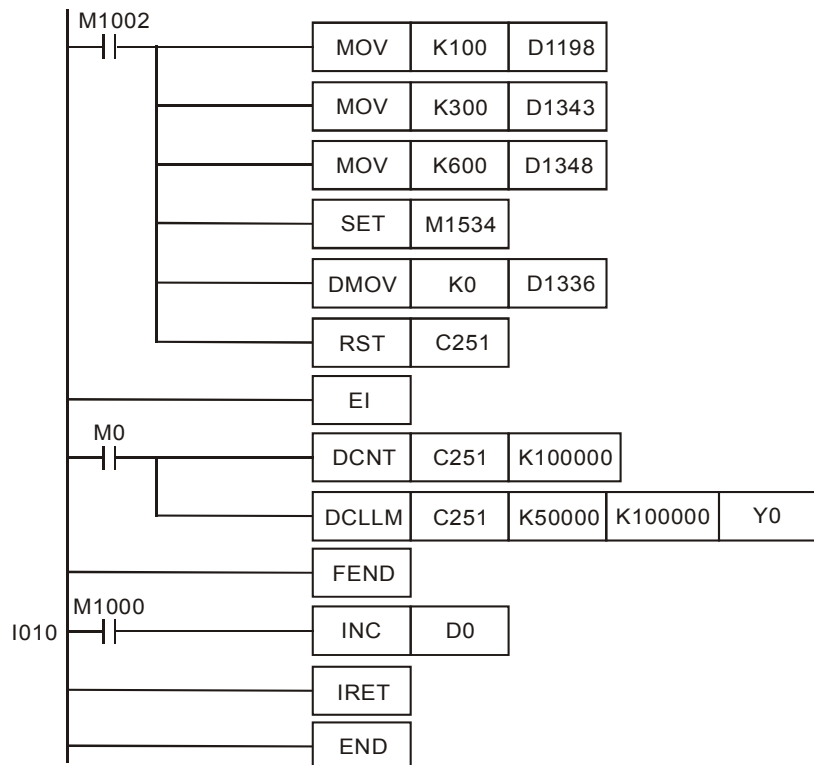 M1002
MOV K100 D1198
MOV K300 D1343
MOV K600 D1348
SET M1534
DMOV K0 D1336
RST C251
EI
M0
DCNT C251 K100000
DCLLM C251 K50000 K100000 Y0
FEND
M1000
I010 INC D0
IRET
END